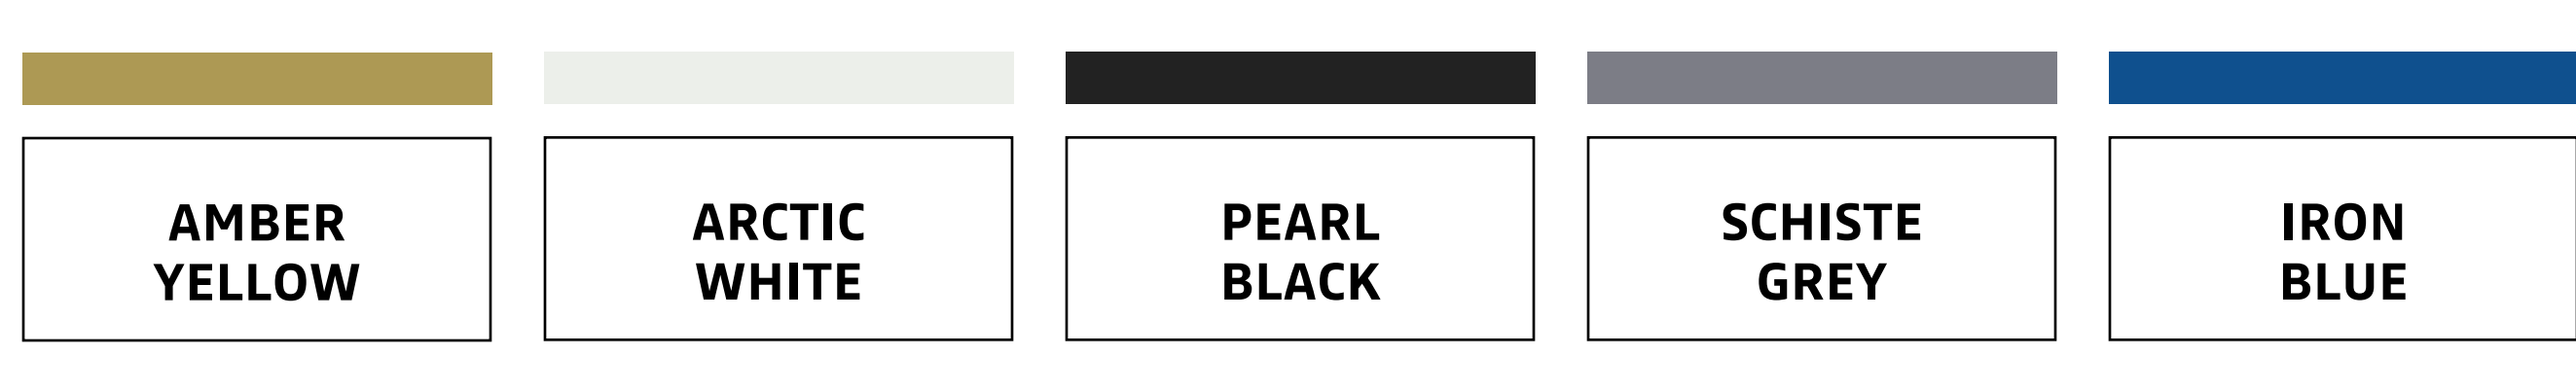 AMBER
YELLOW
ARCTIC
WHITE
PEARL
BLACK
SCHISTE
GREY
IRON
BLUE